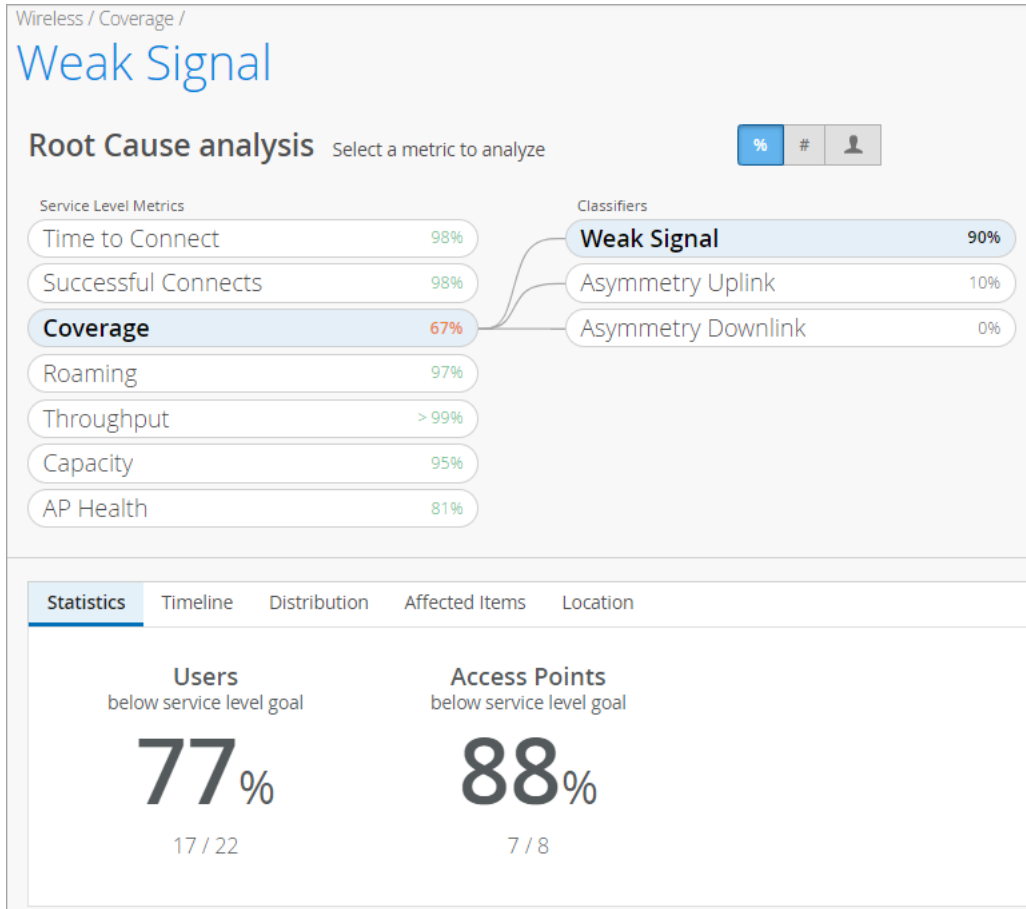 Wireless / Coverage /
Weak Signal
Root Cause analysis Select a metric to analyze
% #
Service Level Metrics
Classifiers
Time to Connect 98%
Weak Signal 90%
Successful Connects 98%
Asymmetry Uplink 10%
Coverage 67%
Asymmetry Downlink 0%
Roaming 97%
Throughput > 99%
Capacity 95%
AP Health 81%
Statistics Timeline Distribution Affected Items Location
Users
below service level goal
77%
17 / 22
Access Points
below service level goal
88%
7 / 8